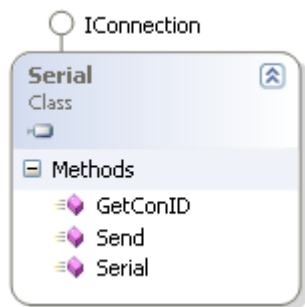 IConnection
Serial
Class
Methods
GetConID
Send
Serial